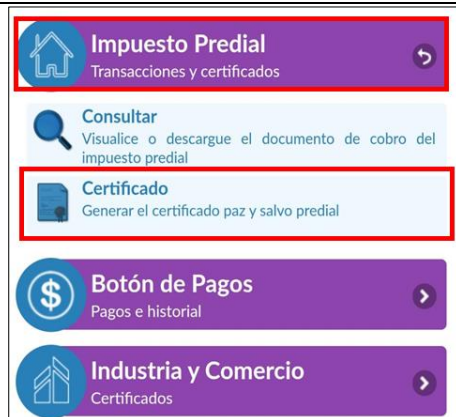 Impuesto Predial
Transacciones y certificados
Consultar
Visualice o descargue el documento de cobro del
impuesto predial
Certificado
Generar el certificado paz y salvo predial
$
Botón de Pagos
Pagos e historial
Industria y Comercio
Certificados